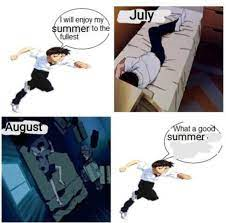 I will enjoy my
summer to the
fullest
July
August
What a good
summer